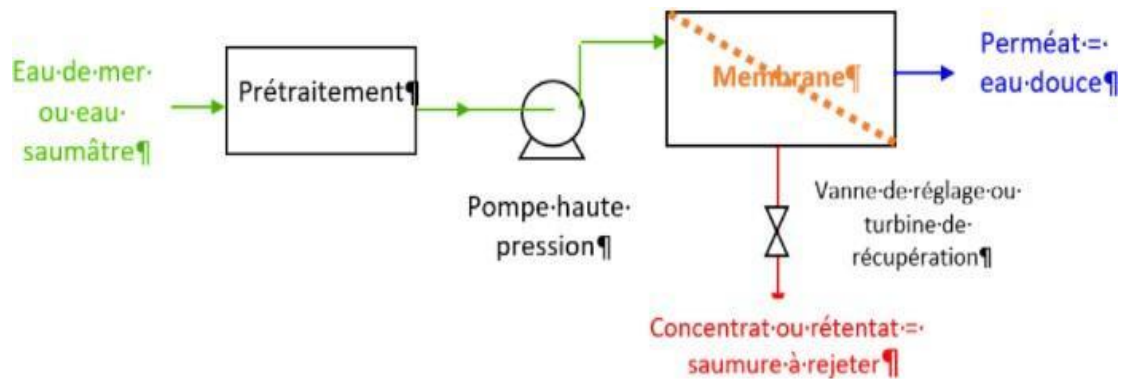 Eau·de·mer·
ou·eau·
saumâtre¶
Prétraitement¶
Pompe·haute·
pression¶
Membrane¶
Perméat·=·
eau·douce¶
Vanne·de·réglage·ou·
turbine·de·
récupération¶
Concentrat·ou·rétentat·=·
saumure·à·rejeter¶